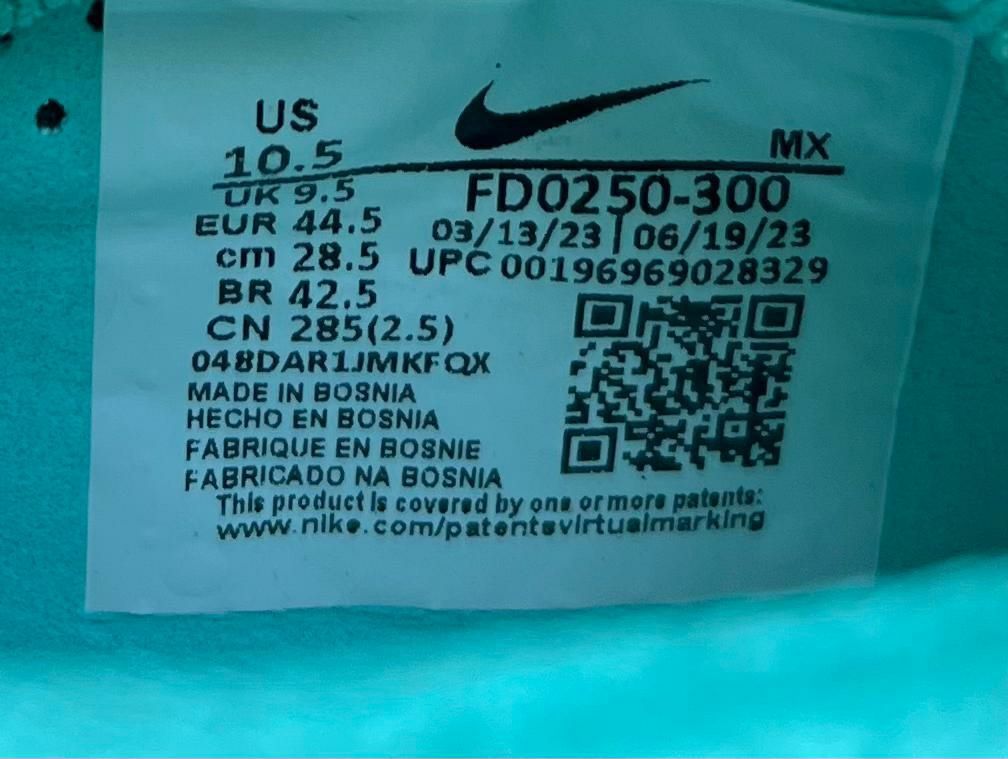 US
10.5
MX
UK 9.5
FD0250-300
EUR 44.5
03/13/23 | 06/19/23
cm 28.5
UPC 00196969028329
BR 42.5
CN 285(2.5)
048DAR1JMKFQX
MADE IN BOSNIA
HECHO EN BOSNIA
FABRIQUE EN BOSNIE
FABRICADO NA BOSNIA
This product is covered by one or more patents:
www.nike.com/patentsvirtualmarking